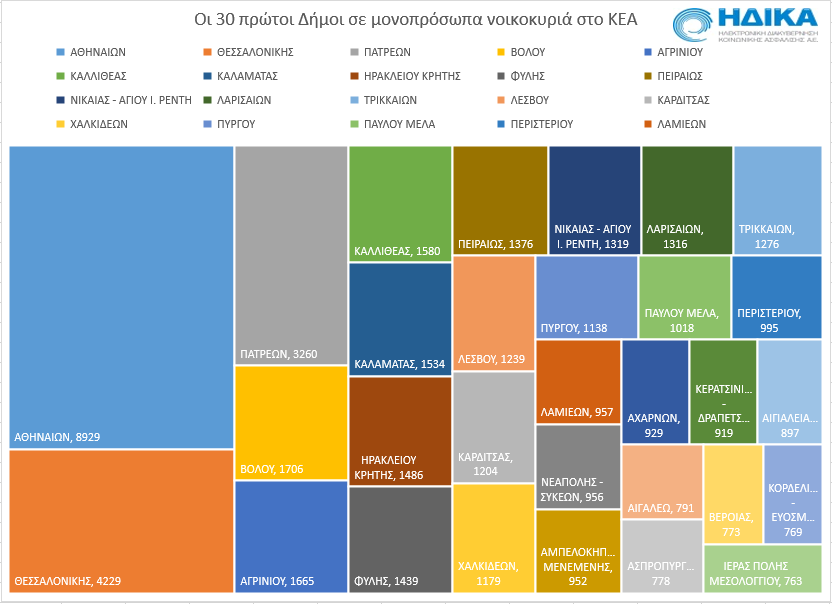 Οι 30 πρώτοι Δήμοι σε μονοπρόσωπα νοικοκυριά στο ΚΕΑ
ΗΔΙΚΑ
ΗΛΕΚΤΡΟΝΙΚΗ ΔΙΑΚΥΒΕΡΝΗΣΗ
ΚΟΙΝΩΝΙΚΗΣ ΑΣΦΑΛΙΣΗΣ Α.Ε.
ΑΘΗΝΑΙΩΝ ΘΕΣΣΑΛΟΝΙΚΗΣ ΠΑΤΡΕΩΝ ΒΟΛΟΥ ΑΓΡΙΝΙΟΥ
ΚΑΛΛΙΘΕΑΣ ΚΑΛΑΜΑΤΑΣ ΗΡΑΚΛΕΙΟΥ ΚΡΗΤΗΣ ΦΥΛΗΣ ΠΕΙΡΑΙΩΣ
ΝΙΚΑΙΑΣ - ΑΓΙΟΥ Ι. ΡΕΝΤΗ ΛΑΡΙΣΑΙΩΝ ΤΡΙΚΚΑΙΩΝ ΛΕΣΒΟΥ ΚΑΡΔΙΤΣΑΣ
ΧΑΛΚΙΔΕΩΝ ΠΥΡΓΟΥ ΠΑΥΛΟΥ ΜΕΛΑ ΠΕΡΙΣΤΕΡΙΟΥ ΛΑΜΙΕΩΝ
ΑΘΗΝΑΙΩΝ, 8929
ΘΕΣΣΑΛΟΝΙΚΗΣ, 4229
ΠΑΤΡΕΩΝ, 3260
ΒΟΛΟΥ, 1706
ΑΓΡΙΝΙΟΥ, 1665
ΚΑΛΛΙΘΕΑΣ, 1580
ΚΑΛΑΜΑΤΑΣ, 1534
ΗΡΑΚΛΕΙΟΥ
ΚΡΗΤΗΣ, 1486
ΦΥΛΗΣ, 1439
ΠΕΙΡΑΙΩΣ, 1376
ΝΙΚΑΙΑΣ - ΑΓΙΟΥ
Ι. ΡΕΝΤΗ, 1319
ΛΑΡΙΣΑΙΩΝ,
1316
ΤΡΙΚΚΑΙΩΝ,
1276
ΛΕΣΒΟΥ, 1239
ΚΑΡΔΙΤΣΑΣ,
1204
ΧΑΛΚΙΔΕΩΝ,
1179
ΠΥΡΓΟΥ, 1138
ΠΑΥΛΟΥ ΜΕΛΑ,
1018
ΠΕΡΙΣΤΕΡΙΟΥ,
995
ΛΑΜΙΕΩΝ, 957
ΝΕΑΠΟΛΗΣ -
ΣΥΚΕΩΝ, 956
ΑΜΠΕΛΟΚΗΠ...
ΜΕΝΕΜΕΝΗΣ,
952
ΑΧΑΡΝΩΝ,
929
ΚΕΡΑΤΣΙΝΙ...
-
ΔΡΑΠΕΤΣ...
919
ΑΙΓΙΑΛΕΙΑ...
897
ΑΙΓΑΛΕΩ, 791
ΑΣΠΡΟΠΥΡΓ...
778
ΒΕΡΟΙΑΣ,
773
ΚΟΡΔΕΛΙ...
-
ΕΥΟΣΜ...
769
ΙΕΡΑΣ ΠΟΛΗΣ
ΜΕΣΟΛΟΓΓΙΟΥ, 763